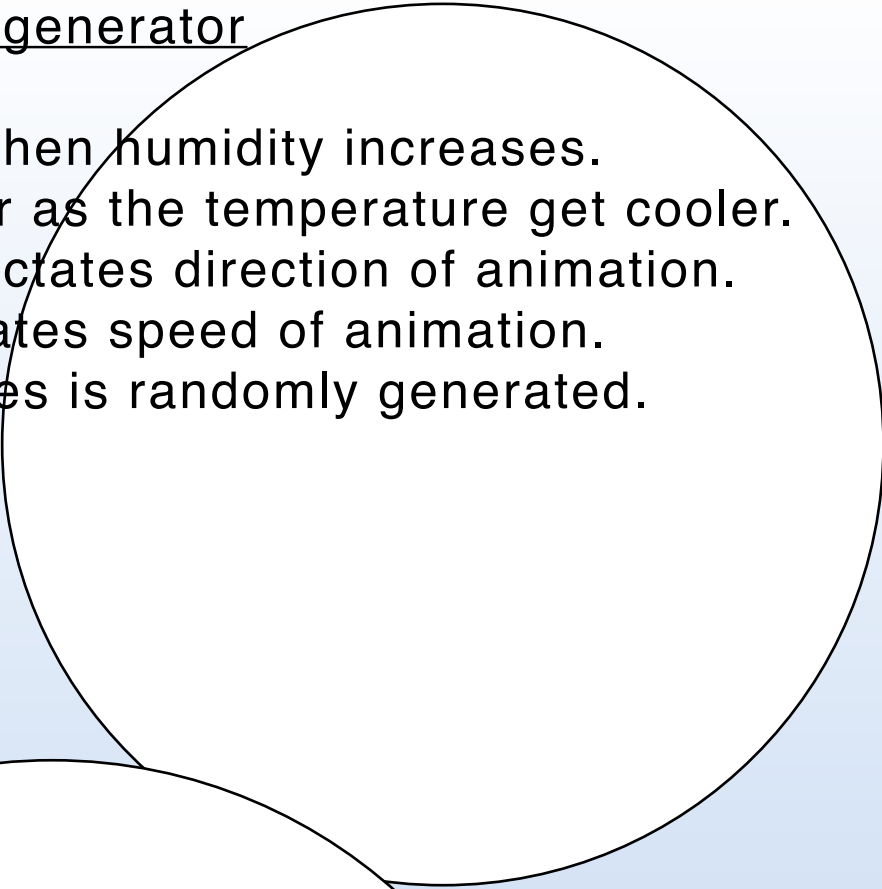 generator
hen humidity increases.
r as the temperature get cooler.
ctates direction of animation.
ates speed of animation.
es is randomly generated.